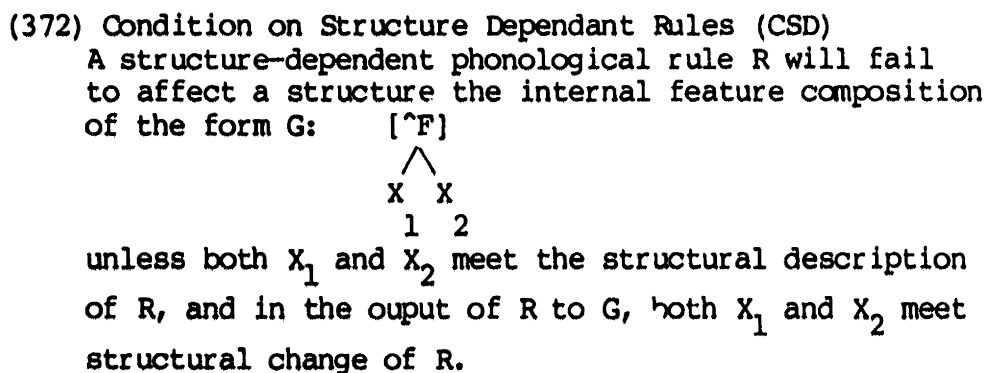 (372) Condition on Structure Dependant Rules (CSD)
A structure-dependent phonological rule R will fail
to affect a structure the internal feature composition
of the form G: [^F]
X X
1 2
unless both X1 and X2 meet the structural description
of R, and in the ouput of R to G, both X1 and X2 meet
structural change of R.